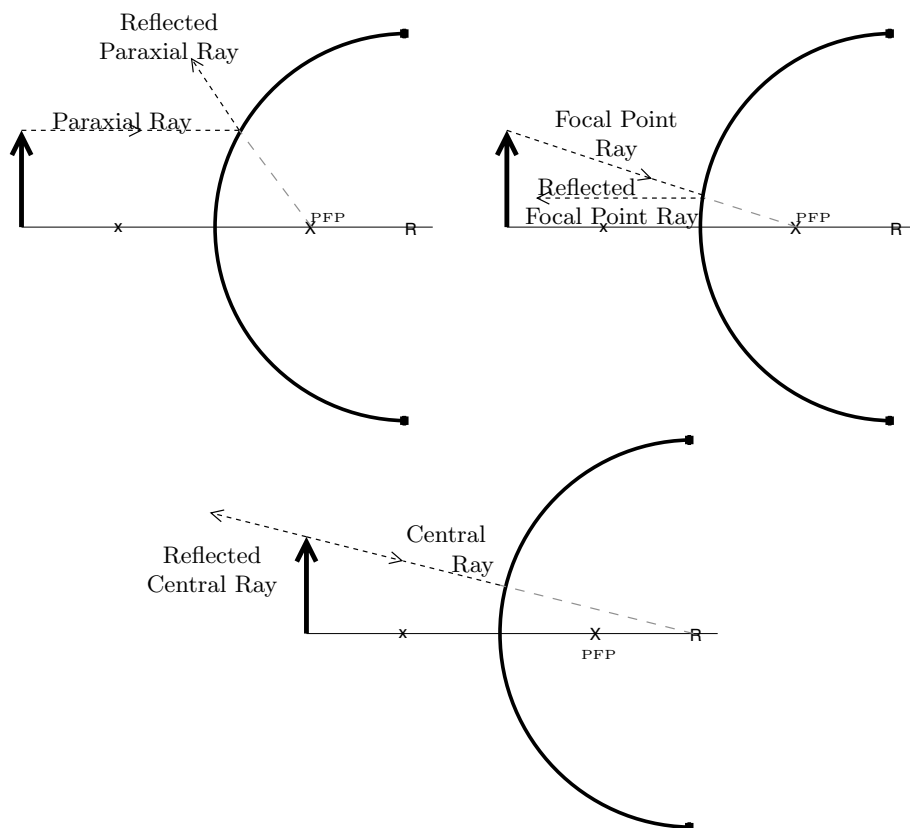 Reflected
Paraxial Ray
Paraxial Ray
x
X
PFP
R
Focal Point
Ray
Reflected
Focal Point Ray
x
X
PFP
R
Central
Ray
Reflected
Central Ray
x
X
PFP
R